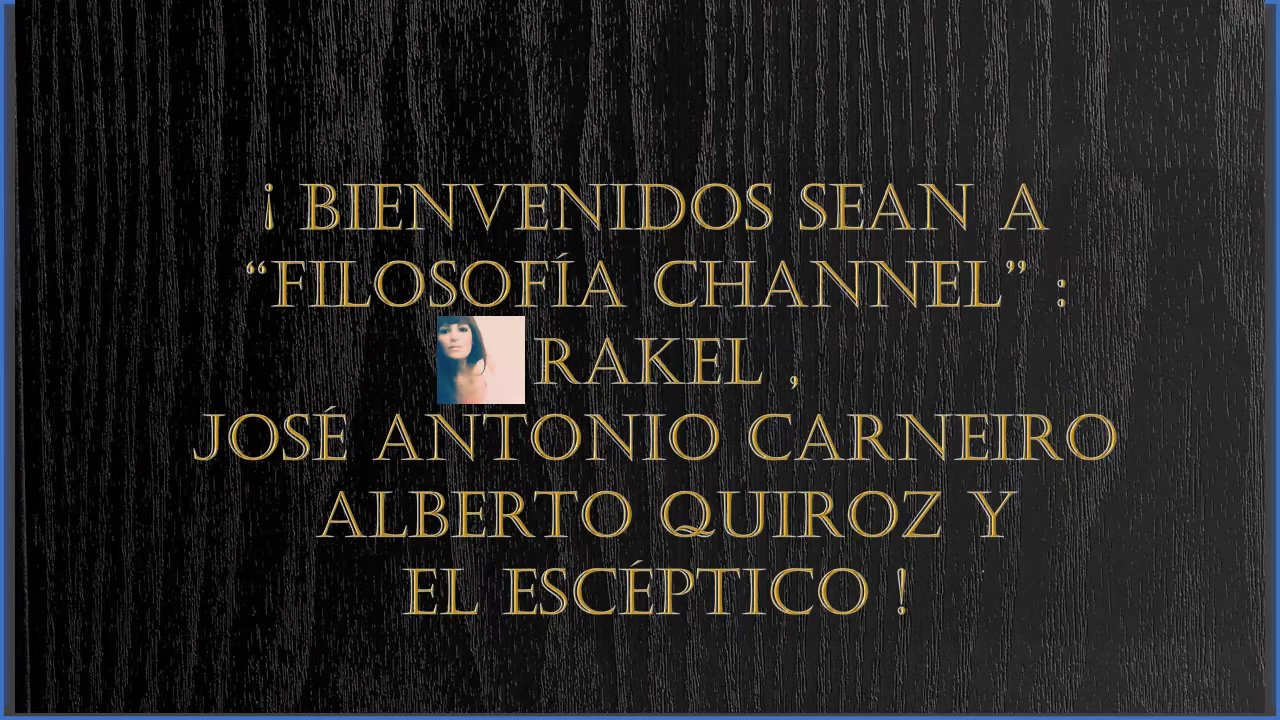 ¡ BIENVENIDOS SEAN A
“FILOSOFÍA CHANNEL” :
RAKEL ,
JOSÉ ANTONIO CARNEIRO
ALBERTO QUIROZ Y
EL ESCÉPTICO !